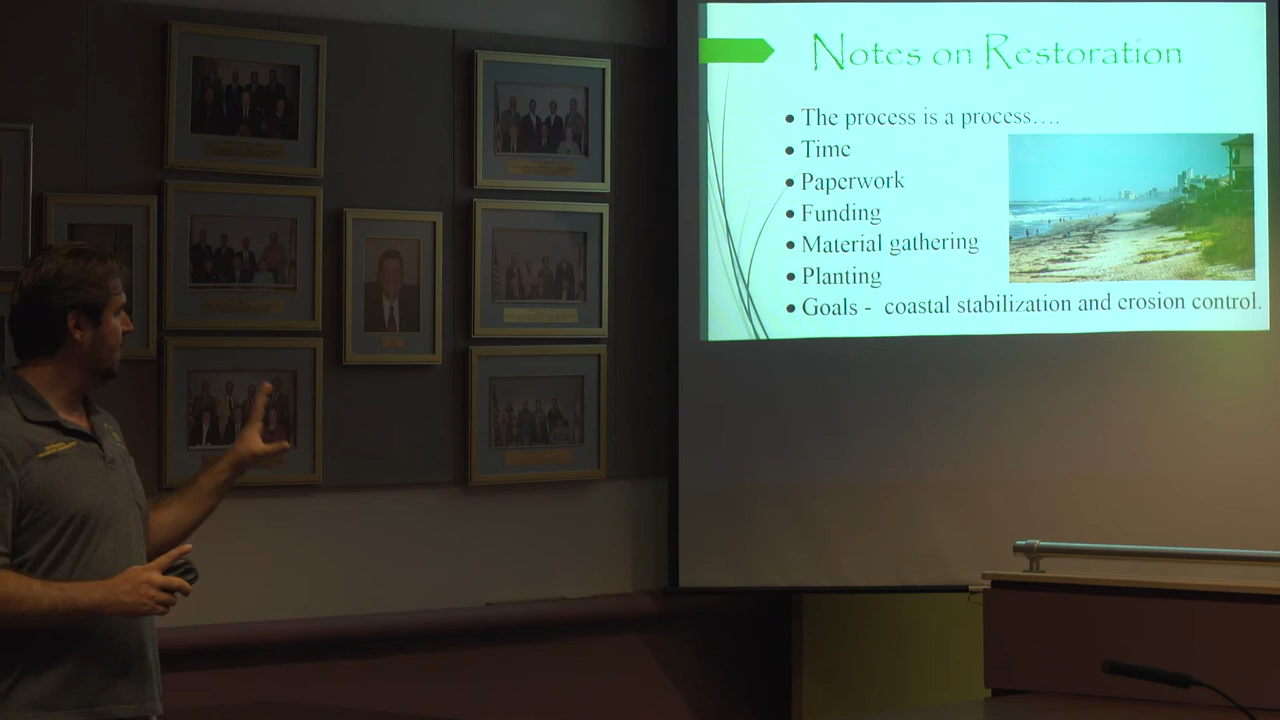 Notes on Restoration
• The process is a process….
• Time
• Paperwork
• Funding
• Material gathering
• Planting
• Goals - coastal stabilization and erosion control.